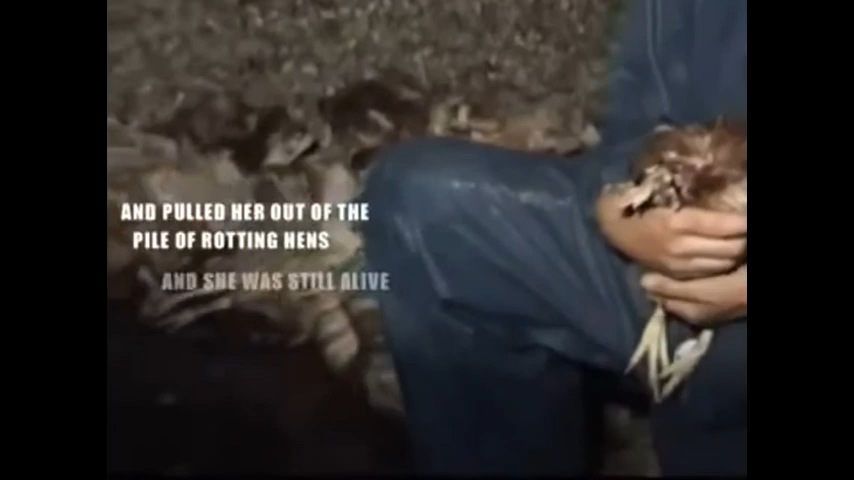 AND PULLED HER OUT OF THE
PILE OF ROTTING HENS
AND SHE WAS STILL ALIVE